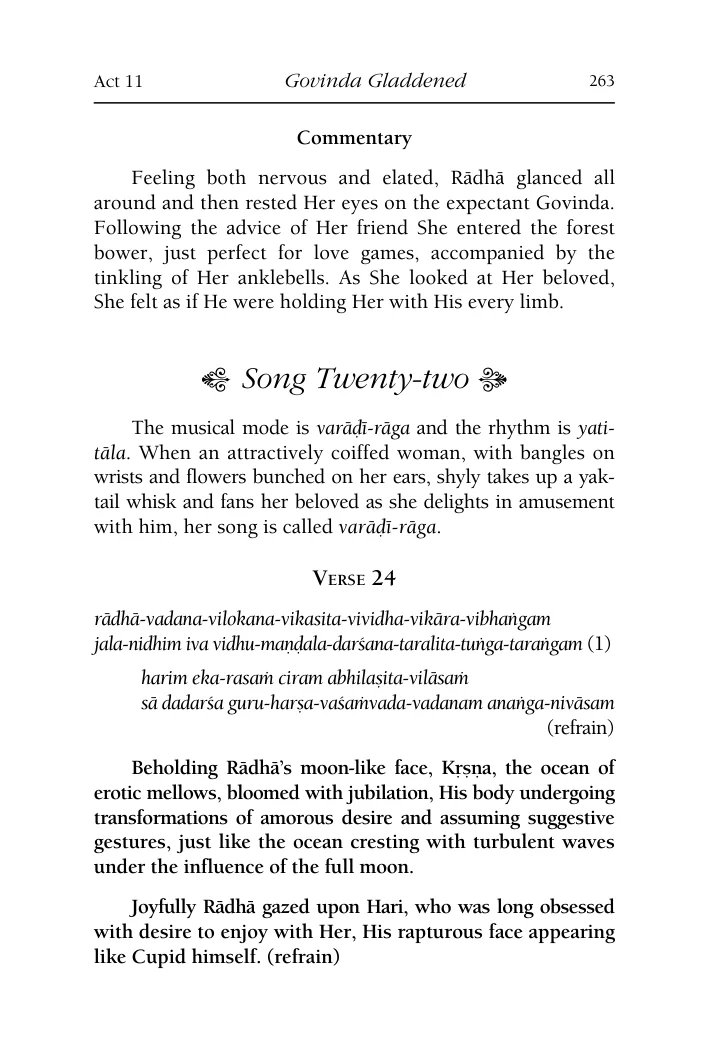 Act 11 Govinda Gladdened 263
Commentary
Feeling both nervous and elated, Rādhā glanced all
around and then rested Her eyes on the expectant Govinda.
Following the advice of Her friend She entered the forest
bower, just perfect for love games, accompanied by the
tinkling of Her anklebells. As She looked at Her beloved,
She felt as if He were holding Her with His every limb.
Song Twenty-two
The musical mode is varāḍī-rāga and the rhythm is yati-
tāla. When an attractively coiffed woman, with bangles on
wrists and flowers bunched on her ears, shyly takes up a yak-
tail whisk and fans her beloved as she delights in amusement
with him, her song is called varāḍī-rāga.
Verse 24
rādhā-vadana-vilokana-vikasita-vividha-vikāra-vibhaṅgam
jala-nidhim iva vidhu-maṇḍala-darśana-taralita-tuṅga-taraṅgam (1)
harim eka-rasaṁ ciram abhilaṣita-vilāsaṁ
sā dadarśa guru-harṣa-vaśaṁvada-vadanam anaṅga-nivāsam
(refrain)
Beholding Rādhā's moon-like face, Kṛṣṇa, the ocean of
erotic mellows, bloomed with jubilation, His body undergoing
transformations of amorous desire and assuming suggestive
gestures, just like the ocean cresting with turbulent waves
under the influence of the full moon.
Joyfully Rādhā gazed upon Hari, who was long obsessed
with desire to enjoy with Her, His rapturous face appearing
like Cupid himself. (refrain)